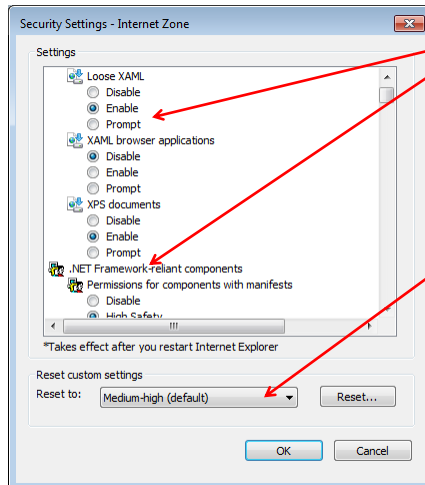 Security Settings - Internet Zone
Settings
Loose XAML
Disable
Enable
Prompt
XAML browser applications
Disable
Enable
Prompt
XPS documents
Disable
Enable
Prompt
.NET Framework-reliant components
Permissions for components with manifests
Disable
High Safety
*Takes effect after you restart Internet Explorer
Reset custom settings
Reset to: Medium-high (default) Reset...
OK Cancel